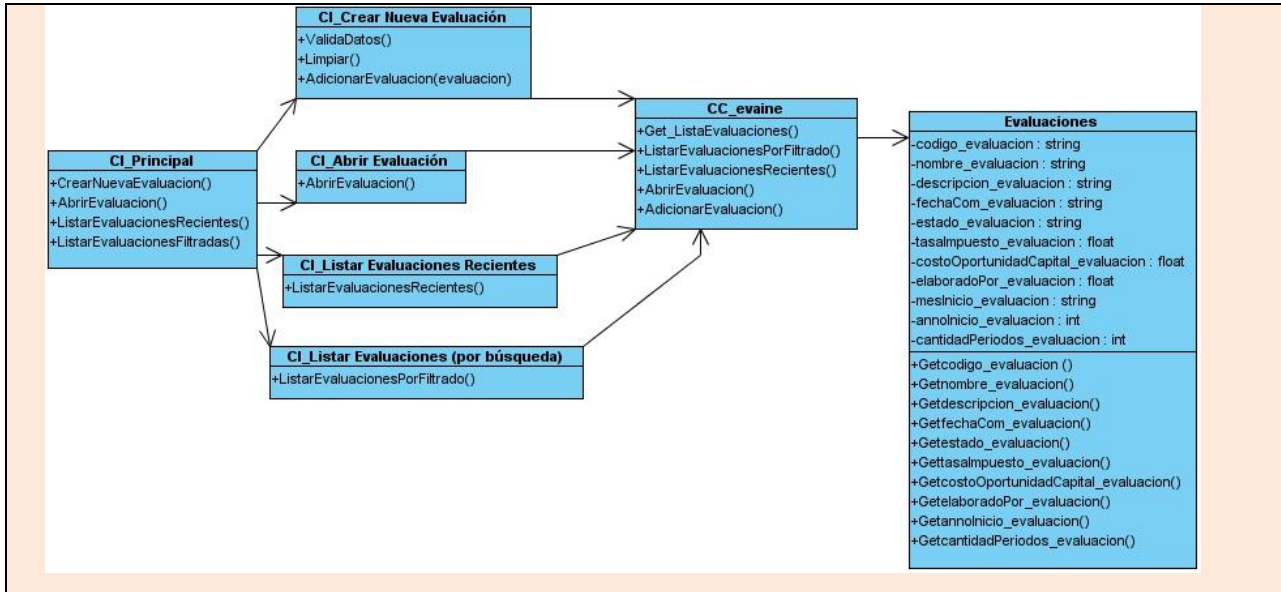 CI_Crear Nueva Evaluación
+ValidaDatos()
+Limpiar()
+AdicionarEvaluacion(evaluacion)
CI_Principal
+CrearNuevaEvaluacion()
+AbrirEvaluacion()
+ListarEvaluacionesRecientes()
+ListarEvaluacionesFiltradas()
CI_Abrir Evaluación
+AbrirEvaluacion()
CI_Listar Evaluaciones Recientes
+ListarEvaluacionesRecientes()
CI_Listar Evaluaciones (por búsqueda)
+ListarEvaluacionesPorFiltrado()
CC_evaine
+Get_ListaEvaluaciones()
+ListarEvaluacionesPorFiltrado()
+ListarEvaluacionesRecientes()
+AbrirEvaluacion()
+AdicionarEvaluacion()
Evaluaciones
-codigo_evaluacion : string
-nombre_evaluacion : string
-descripcion_evaluacion : string
-fechaCom_evaluacion : string
-estado_evaluacion : string
-tasaImpuesto_evaluacion : float
-costoOportunidadCapital_evaluacion : float
-elaboradoPor_evaluacion : float
-mesInicio_evaluacion : string
-annoInicio_evaluacion : int
-cantidadPeriodos_evaluacion : int
+Getcodigo_evaluacion ()
+Getnombre_evaluacion()
+Getdescripcion_evaluacion()
+GetfechaCom_evaluacion()
+Getestado_evaluacion()
+GettasaImpuesto_evaluacion()
+GetcostoOportunidadCapital_evaluacion()
+GetelaboradoPor_evaluacion()
+GetannoInicio_evaluacion()
+GetcantidadPeriodos_evaluacion()